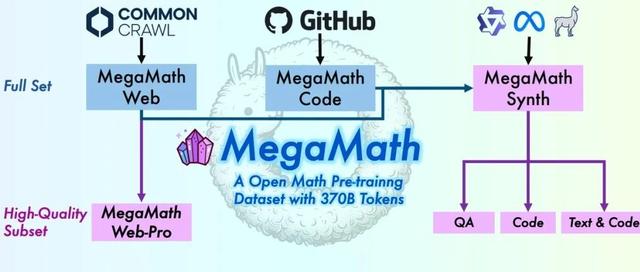 COMMON
CRAWL
GitHub
Full Set
MegaMath
Web
MegaMath
Code
MegaMath
Synth
MegaMath
A Open Math Pre-trainng
Dataset with 370B Tokens
High-Quality
Subset
MegaMath
Web-Pro
QA
Code
Text & Code